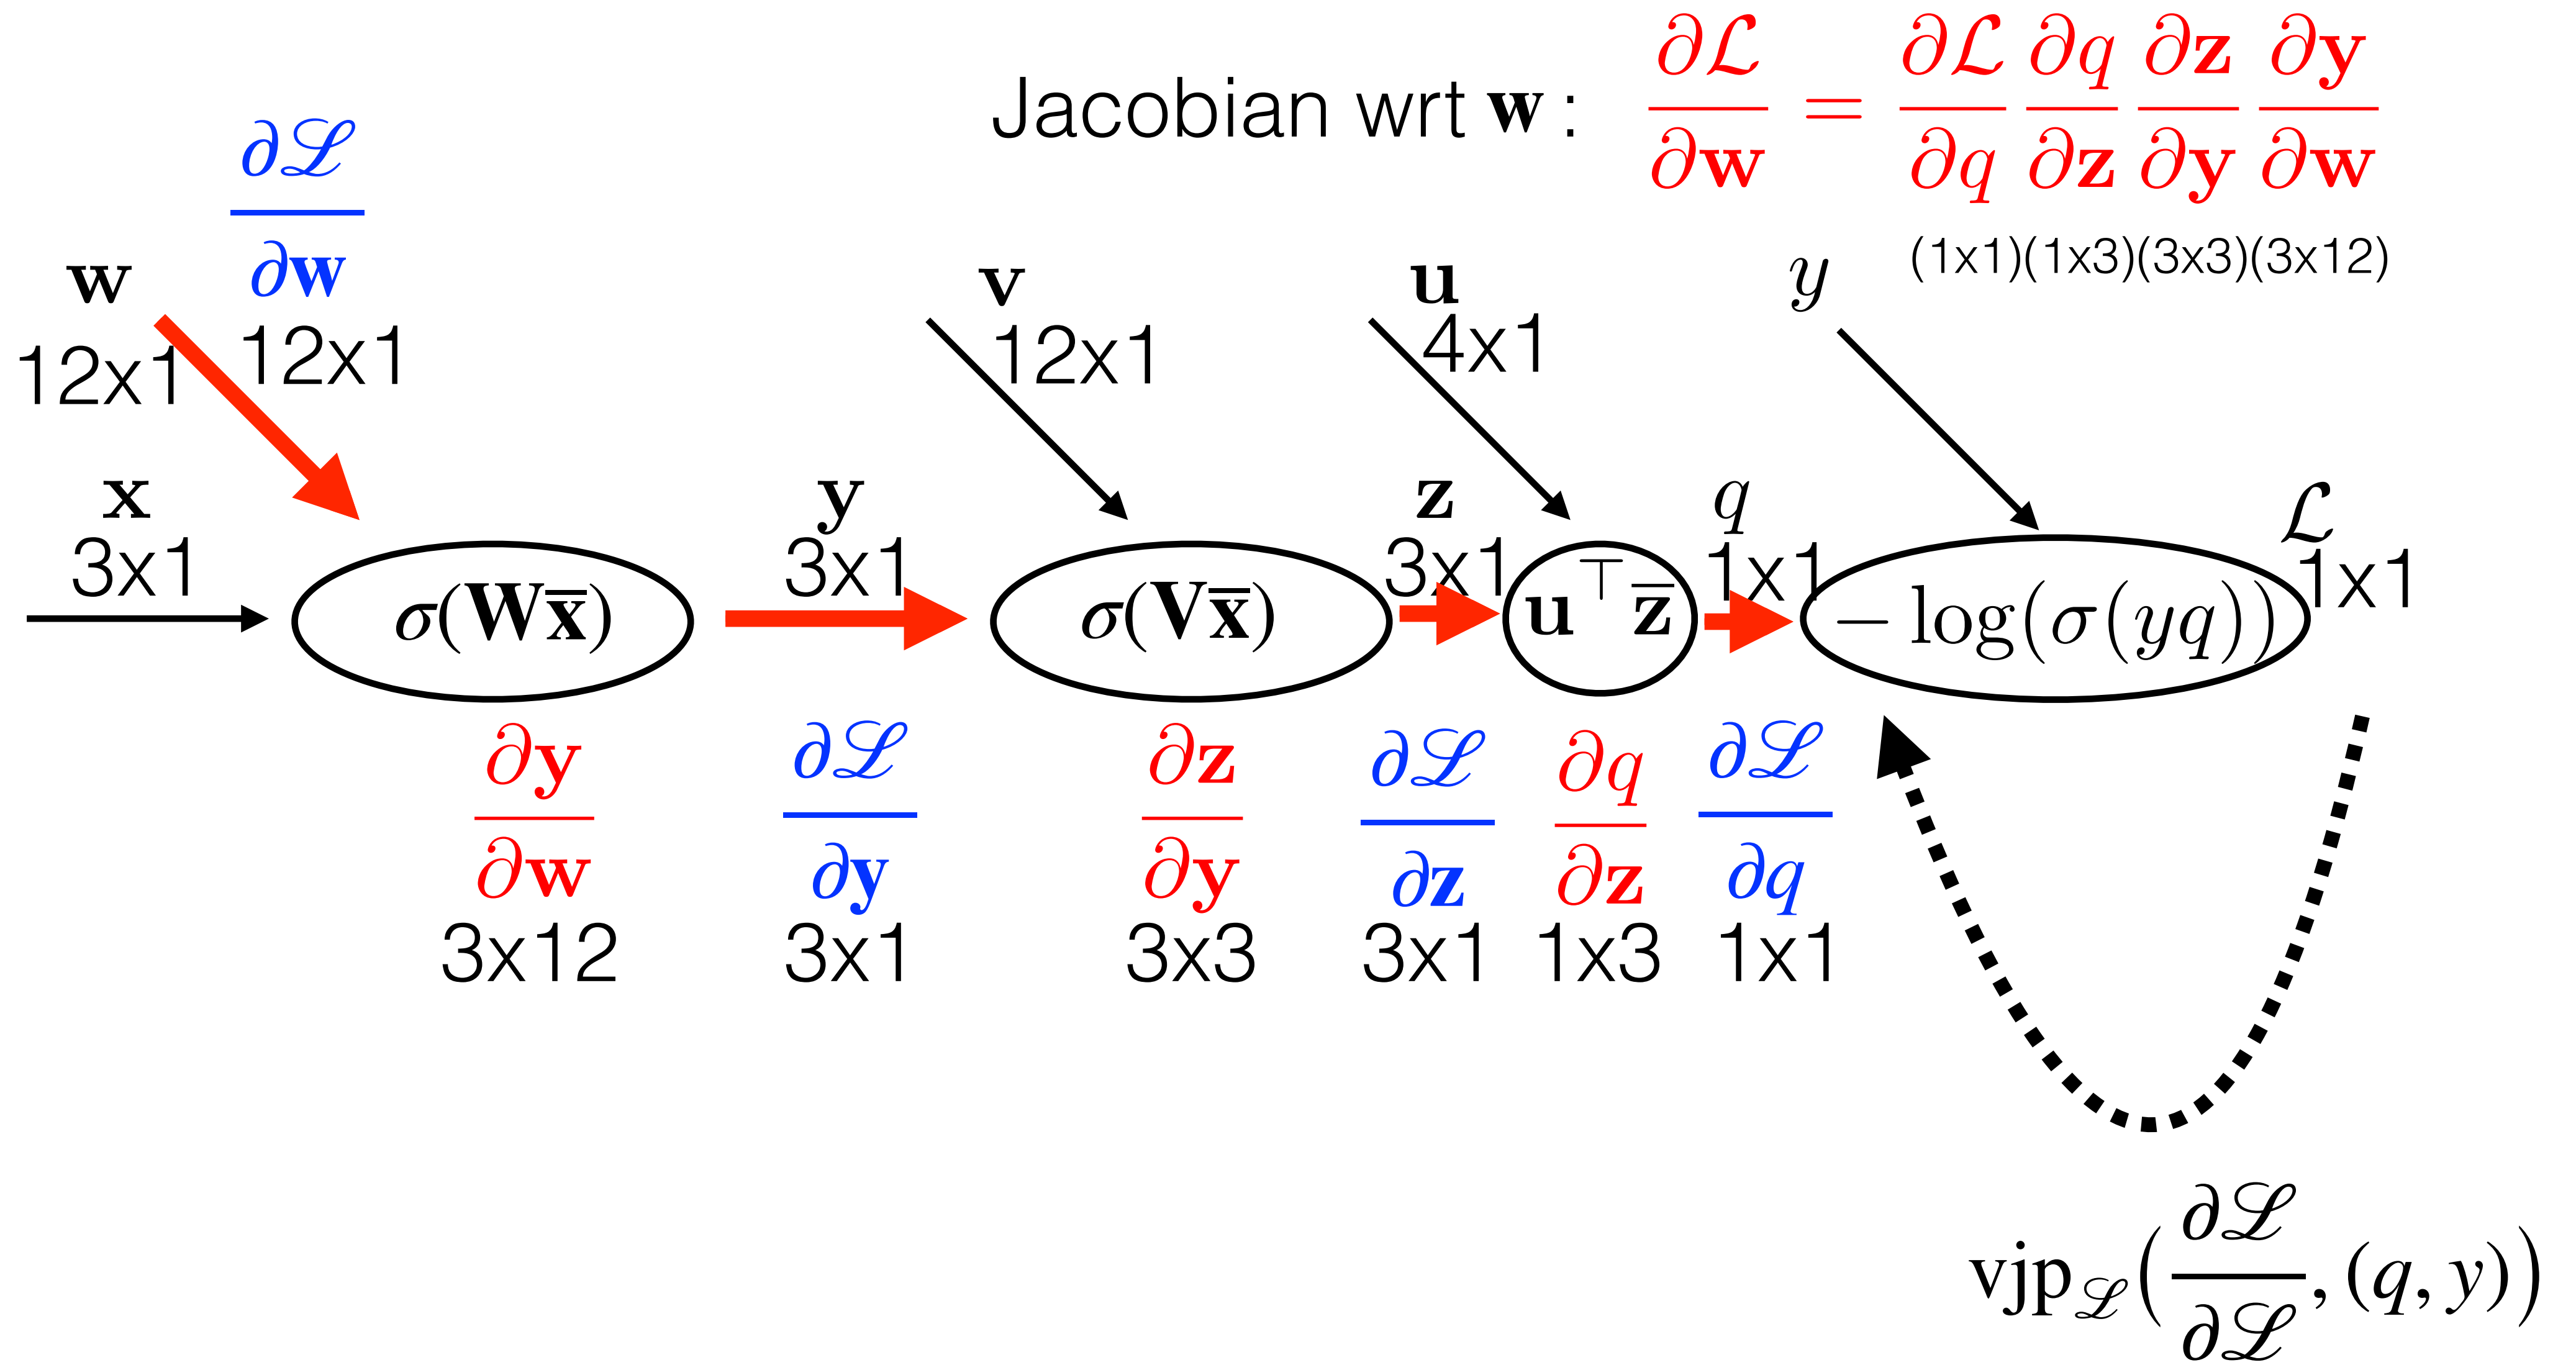 Jacobian wrt 𝐰 : ∂ℒ/∂𝐰 = ∂ℒ/∂q ∂q/∂𝐳 ∂𝐳/∂𝐲 ∂𝐲/∂𝐰
(1x1)(1x3)(3x3)(3x12)
∂ℒ/∂𝐰
12x1
𝐰
12x1
𝐯
12x1
𝐮
4x1
y
𝐱
3x1
𝐲
3x1
𝐳
3x1
q
1x1
ℒ
1x1
σ(𝐖𝐱̅)
σ(𝐕𝐱̅)
𝐮⊤𝐳̅
− log(σ(yq))
∂𝐲/∂𝐰
3x12
∂ℒ/∂𝐲
3x1
∂𝐳/∂𝐲
3x3
∂ℒ/∂𝐳
3x1
∂q/∂𝐳
1x3
∂ℒ/∂q
1x1
vjp_ℒ(∂ℒ/∂ℒ, (q, y))